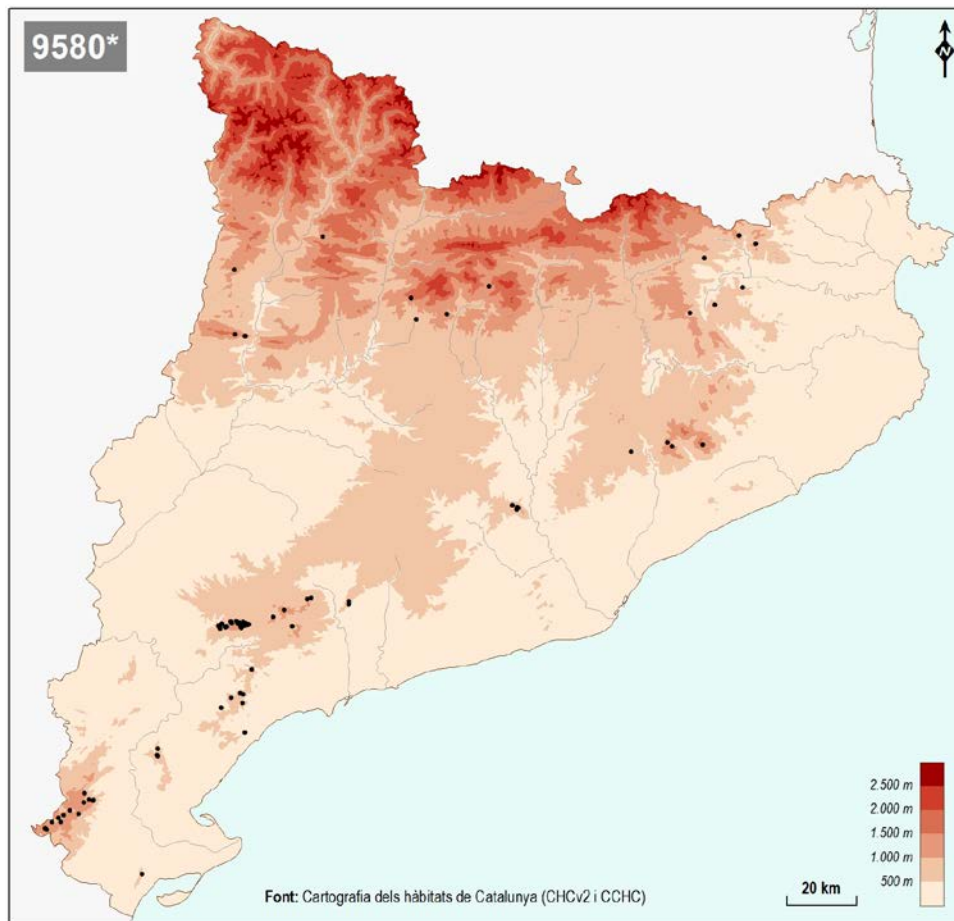 9580*
N
2.500 m
2.000 m
1.500 m
1.000 m
500 m
20 km
Font: Cartografia dels hàbitats de Catalunya (CHCv2 i CCHC)